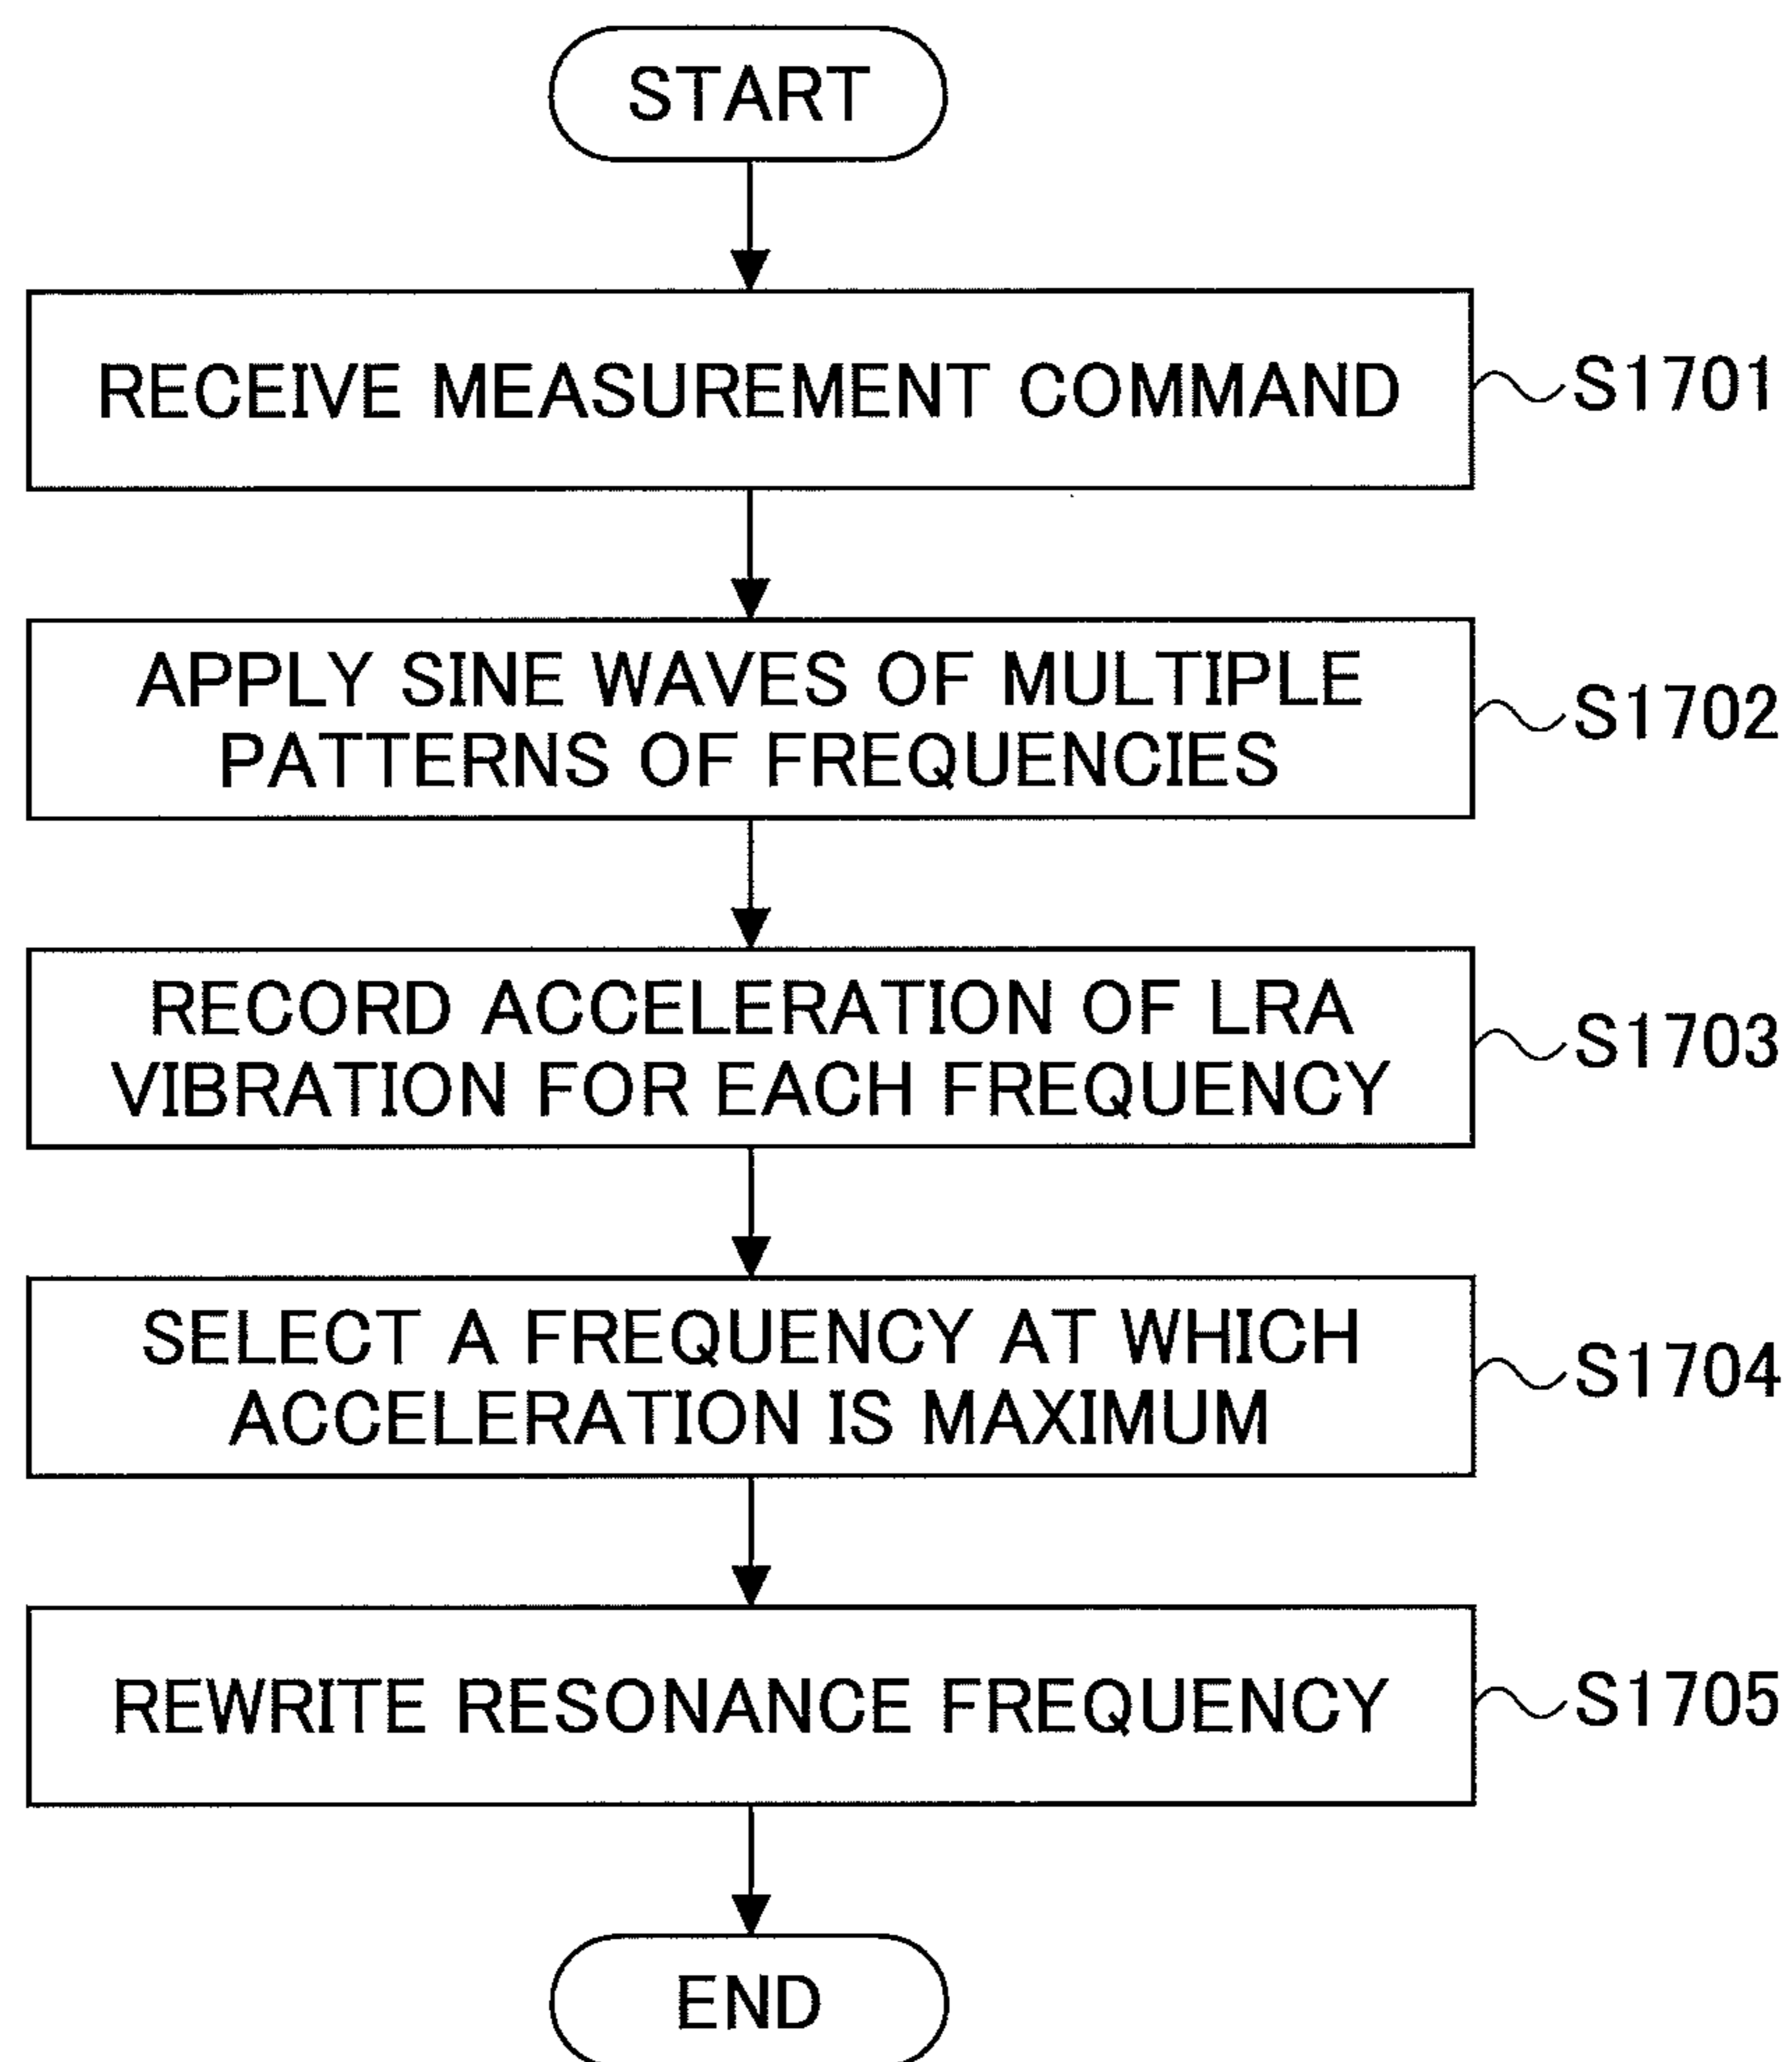 START
RECEIVE MEASUREMENT COMMAND
S1701
APPLY SINE WAVES OF MULTIPLE
PATTERNS OF FREQUENCIES
S1702
RECORD ACCELERATION OF LRA
VIBRATION FOR EACH FREQUENCY
S1703
SELECT A FREQUENCY AT WHICH
ACCELERATION IS MAXIMUM
S1704
REWRITE RESONANCE FREQUENCY
S1705
END